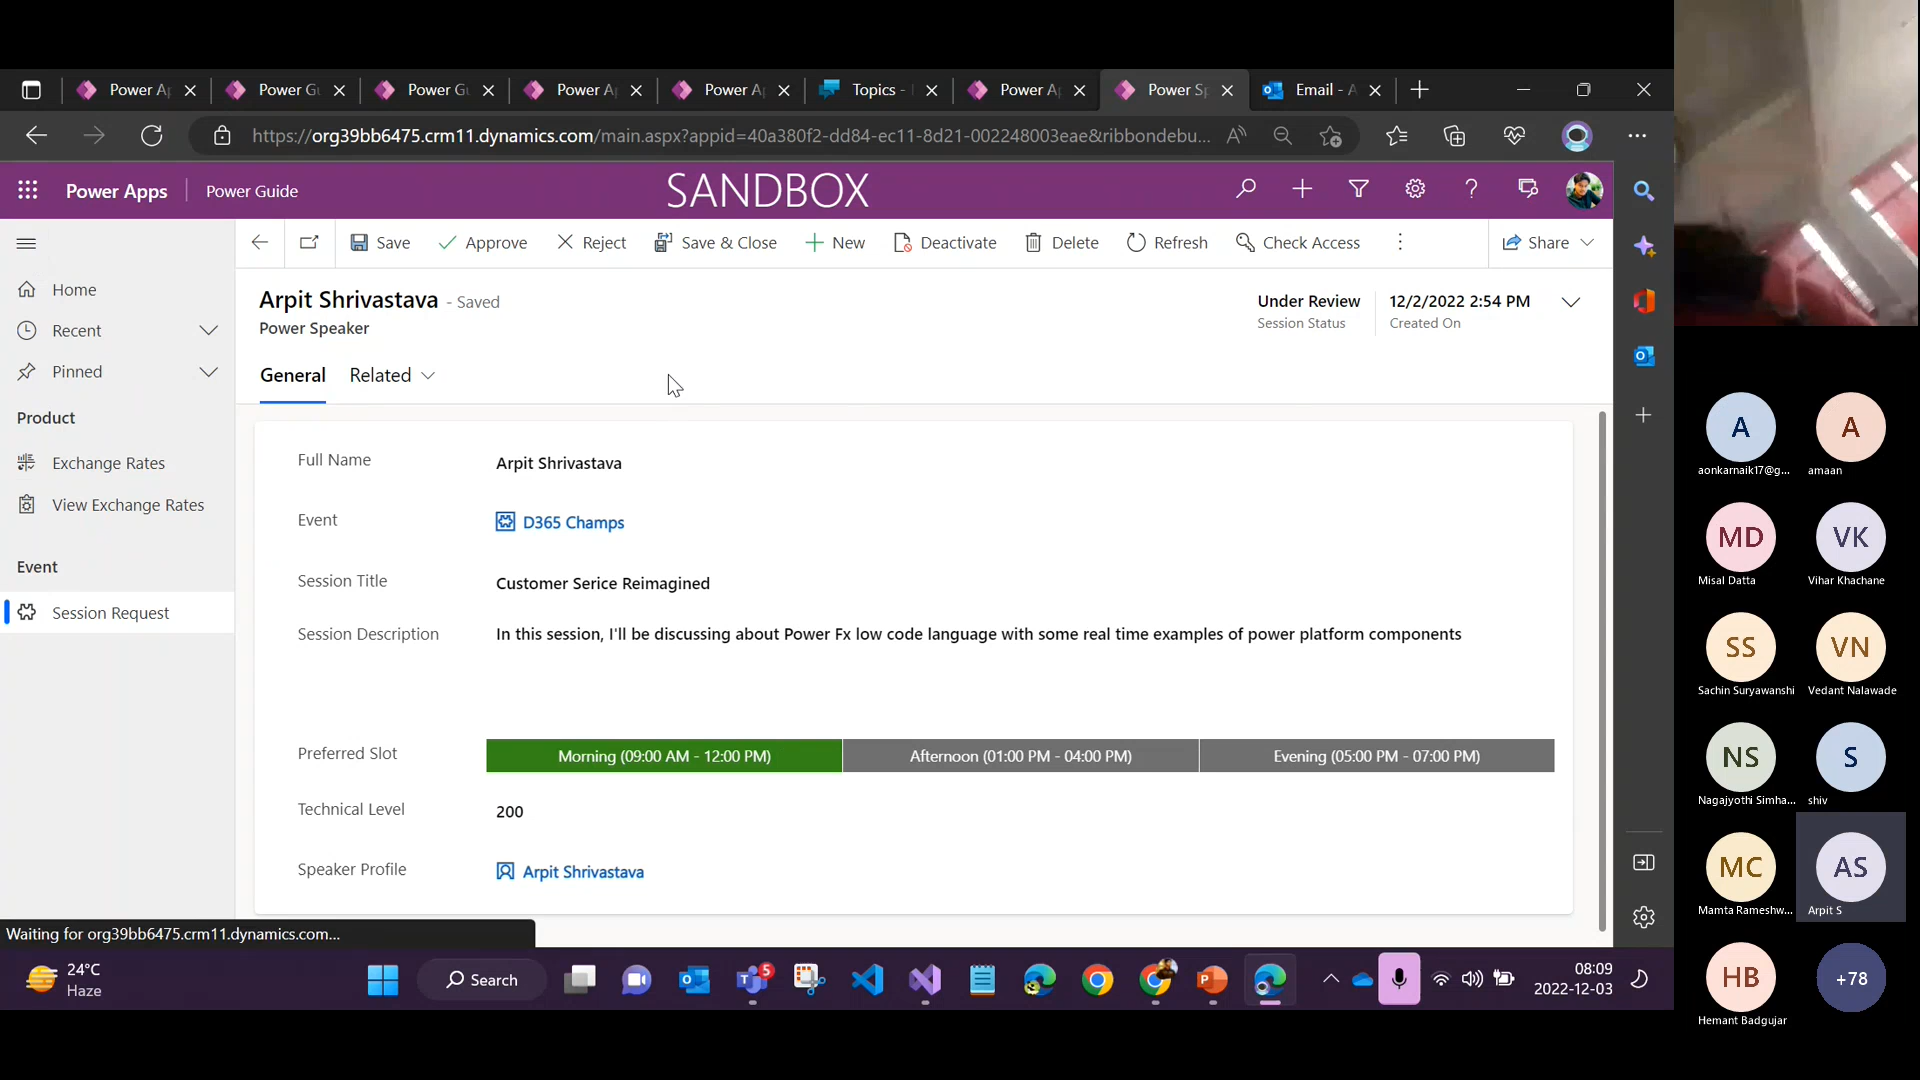 Power A
Power G
Power G
Power A
Power A
Topics -
Power A
Power S
Email - A
https://org39bb6475.crm11.dynamics.com/main.aspx?appid=40a380f2-dd84-ec11-8d21-002248003eae&ribbondebu...
Power Apps
Power Guide
SANDBOX
Save
Approve
Reject
Save & Close
New
Deactivate
Delete
Refresh
Check Access
Share
Home
Recent
Pinned
Product
Exchange Rates
View Exchange Rates
Event
Session Request
Arpit Shrivastava - Saved
Power Speaker
Under Review
Session Status
12/2/2022 2:54 PM
Created On
General
Related
Full Name
Arpit Shrivastava
Event
D365 Champs
Session Title
Customer Serice Reimagined
Session Description
In this session, I'll be discussing about Power Fx low code language with some real time examples of power platform components
Preferred Slot
Morning (09:00 AM - 12:00 PM)
Afternoon (01:00 PM - 04:00 PM)
Evening (05:00 PM - 07:00 PM)
Technical Level
200
Speaker Profile
Arpit Shrivastava
Waiting for org39bb6475.crm11.dynamics.com...
24°C
Haze
Search
5
08:09
2022-12-03
A
aonkarnaik17@g...
A
amaan
MD
Misal Datta
VK
Vihar Khachane
SS
Sachin Suryawanshi
VN
Vedant Nalawade
NS
Nagajyothi Simha...
S
shiv
MC
Mamta Rameshw...
AS
Arpit S
HB
Hemant Badgujar
+78